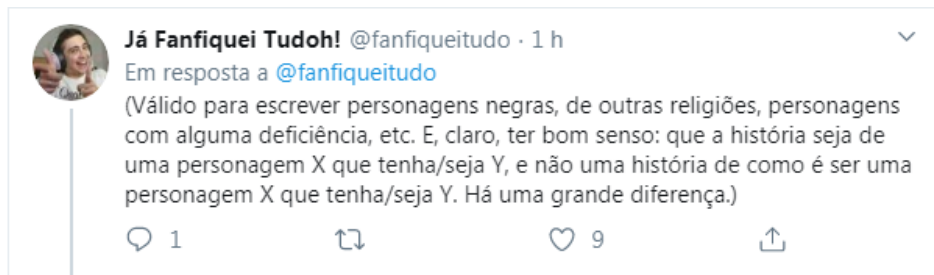 Já Fanfiquei Tudoh! @fanfiqueitudo · 1 h
Em resposta a @fanfiqueitudo
(Válido para escrever personagens negras, de outras religiões, personagens
com alguma deficiência, etc. E, claro, ter bom senso: que a história seja de
uma personagem X que tenha/seja Y, e não uma história de como é ser uma
personagem X que tenha/seja Y. Há uma grande diferença.)
1 9